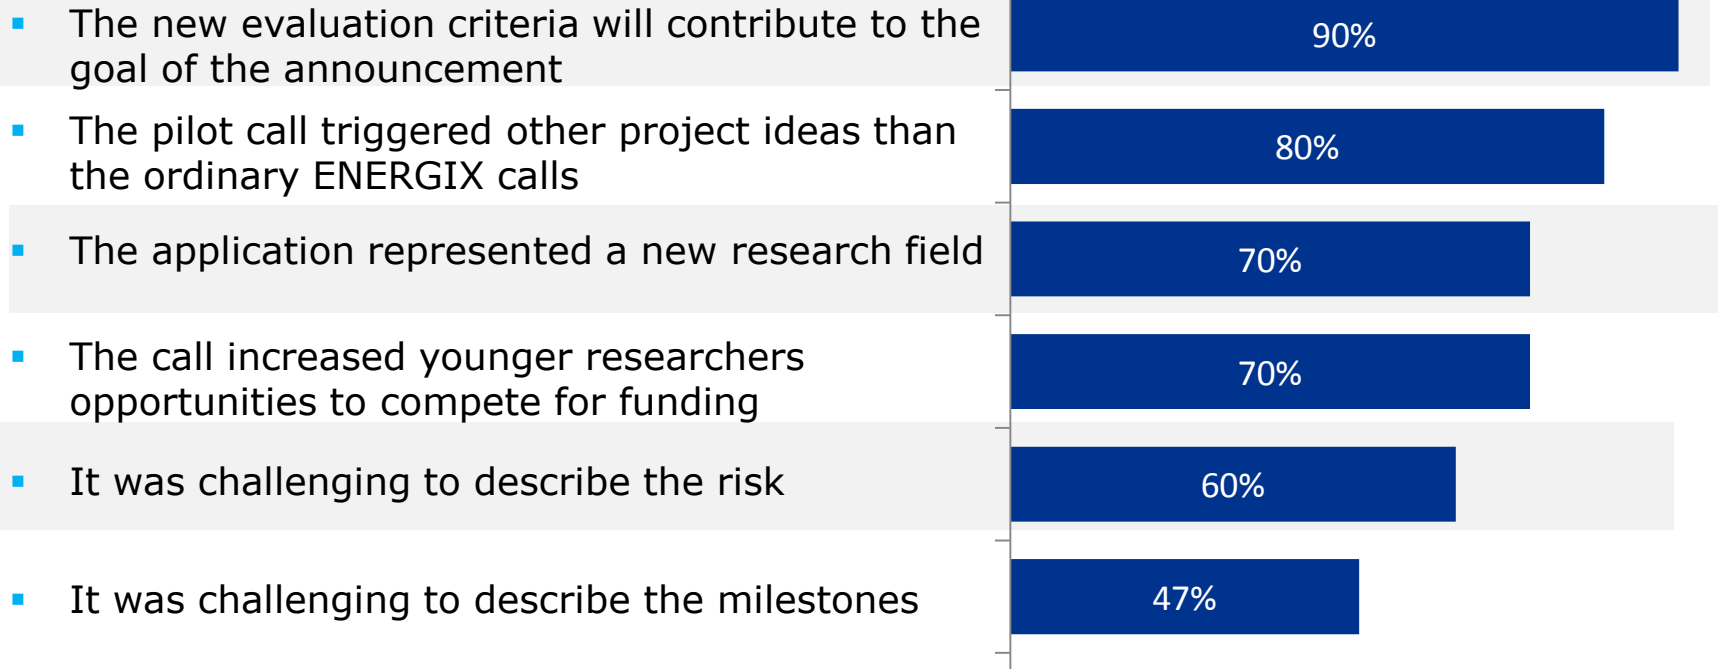 ▪ The new evaluation criteria will contribute to the
goal of the announcement
90%
▪ The pilot call triggered other project ideas than
the ordinary ENERGIX calls
80%
▪ The application represented a new research field
70%
▪ The call increased younger researchers
opportunities to compete for funding
70%
▪ It was challenging to describe the risk
60%
▪ It was challenging to describe the milestones
47%